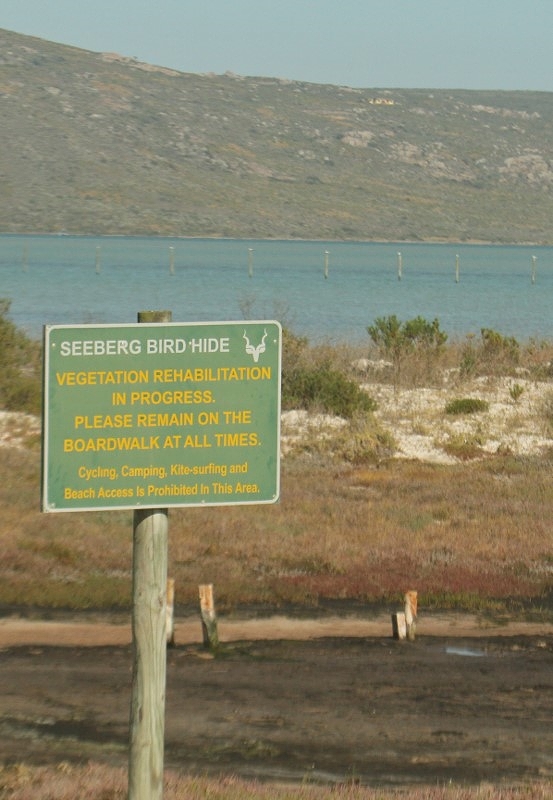 SEEBERG BIRD HIDE
VEGETATION REHABILITATION
IN PROGRESS.
PLEASE REMAIN ON THE
BOARDWALK AT ALL TIMES.
Cycling, Camping, Kite-surfing and
Beach Access Is Prohibited In This Area.